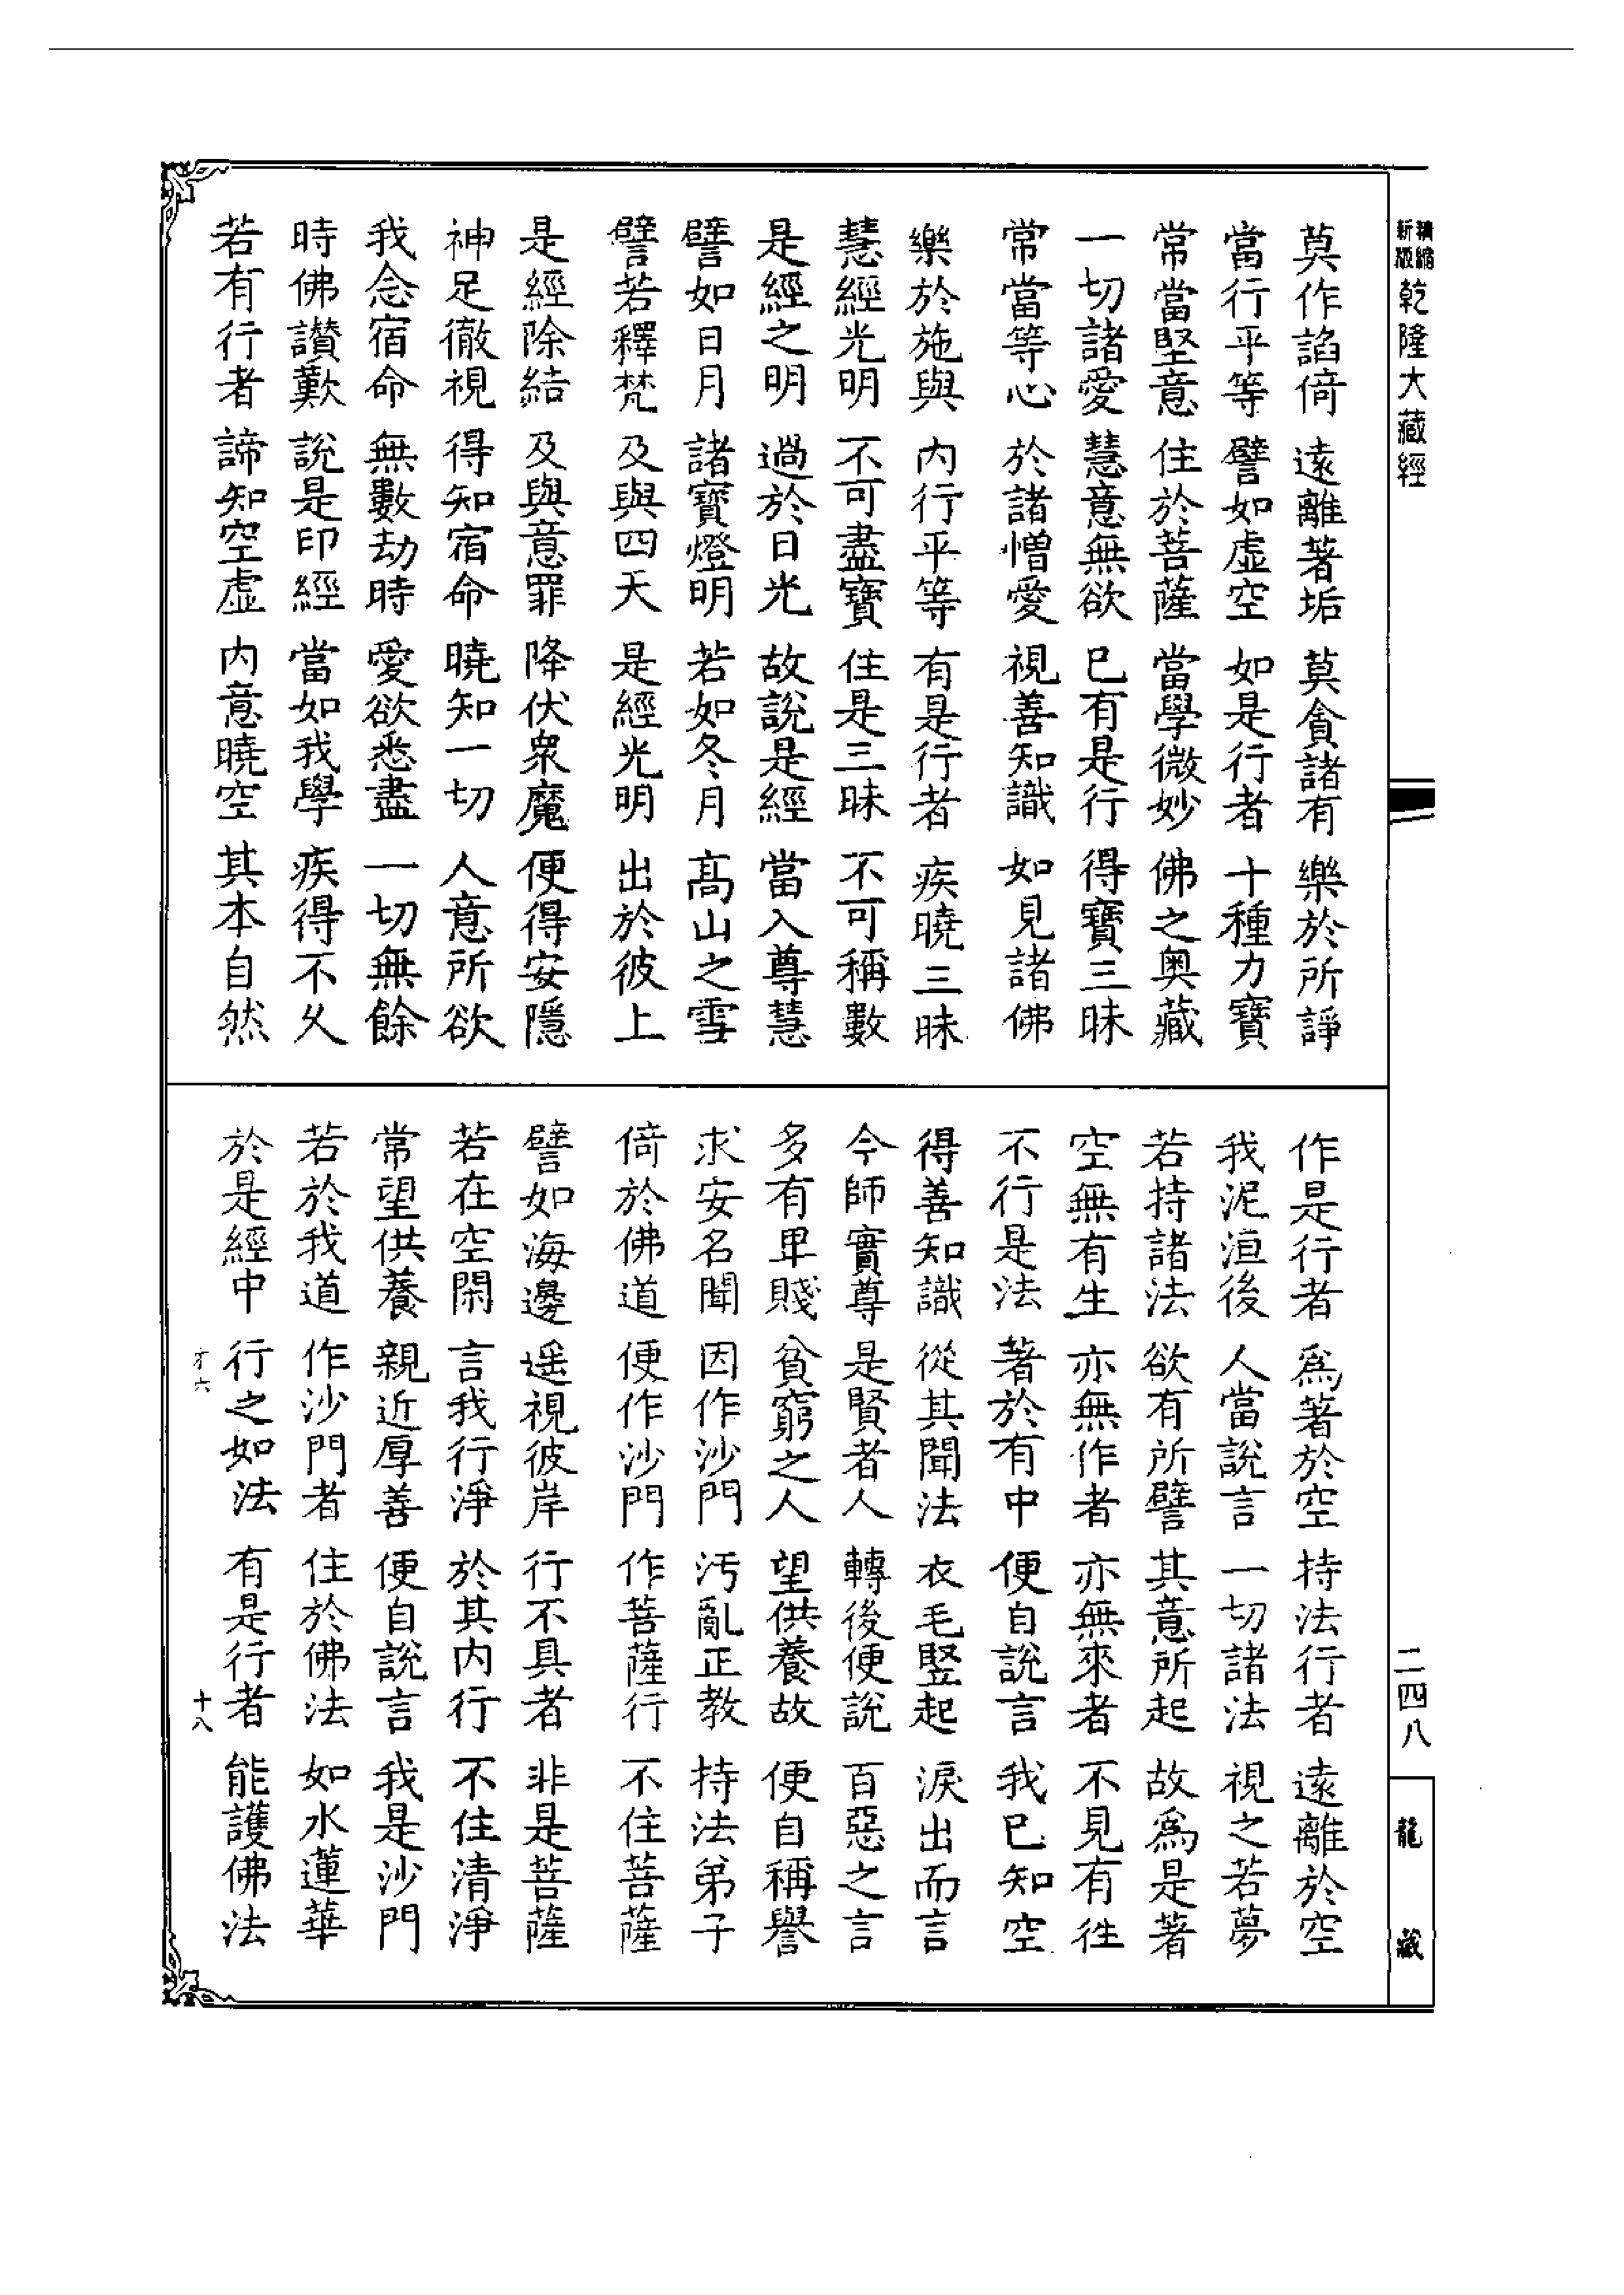 精縮新版乾隆大藏經
莫作諂倚　遠離著垢　莫貪諸有　樂於所諍
當行平等　譬如虛空　如是行者　十種力寶
常當堅意　住於菩薩　當學微妙　佛之奧藏
一切諸愛　慧意無欲　已有是行　得寶三昧
常當等心　於諸憎愛　視善知識　如見諸佛
樂於施與　內行平等　有是行者　疾曉三昧
慧經光明　不可盡寶　住是三昧　不可稱數
是經之明　過於日光　故說是經　當入尊慧
譬如日月　諸寶燈明　若如冬月　高山之雪
譬若釋梵　及與四天　是經光明　出於彼上
是經除結　及與意罪　降伏衆魔　便得安隱
神足徹視　得知宿命　曉知一切　人意所欲
我念宿命　無數劫時　愛欲悉盡　一切無餘
時佛讚歎　說是印經　當如我學　疾得不久
若有行者　諦知空虛　內意曉空　其本自然
作是行者　為著於空　持法行者　遠離於空
我泥洹後　人當說言　一切諸法　視之若夢
若持諸法　欲有所譬　其意所起　故為是著
空無有生　亦無作者　亦無來者　不見有往
不行是法　著於有中　便自說言　我已知空
得善知識　從其聞法　衣毛豎起　淚出而言
今師實尊　是賢者人　轉後便說　百惡之言
多有卑賤　貧窮之人　望供養故　便自稱譽
求安名聞　因作沙門　污亂正教　持法弟子
倚於佛道　便作沙門　作菩薩行　不住菩薩
譬如海邊　遥視彼岸　行不具者　非是菩薩
若在空閑　言我行淨　於其內行　不住清淨
常望供養　親近厚善　便自說言　我是沙門
若於我道　作沙門者　住於佛法　如水蓮華
於是經中　行之如法　有是行者　能護佛法
才六　十八
二四八
龍藏